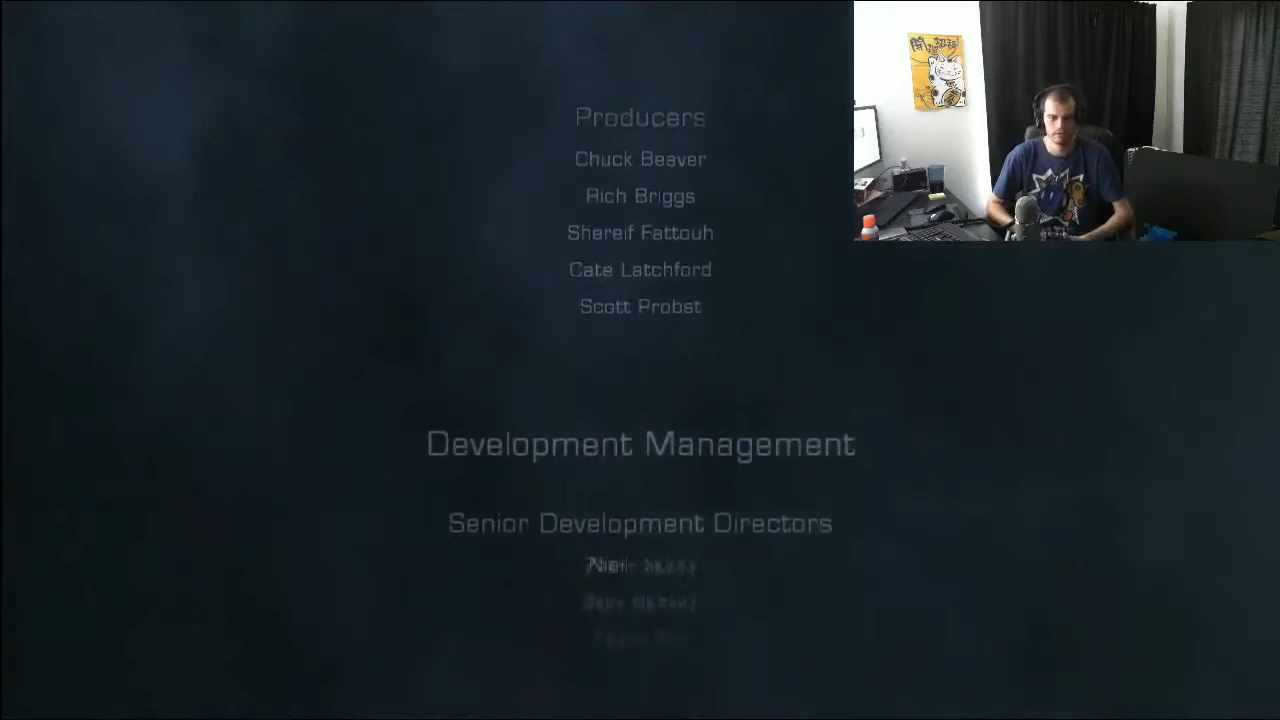 Producers
Chuck Beaver
Rich Briggs
Shereif Fattouh
Cate Latchford
Scott Probst
Development Management
Senior Development Directors